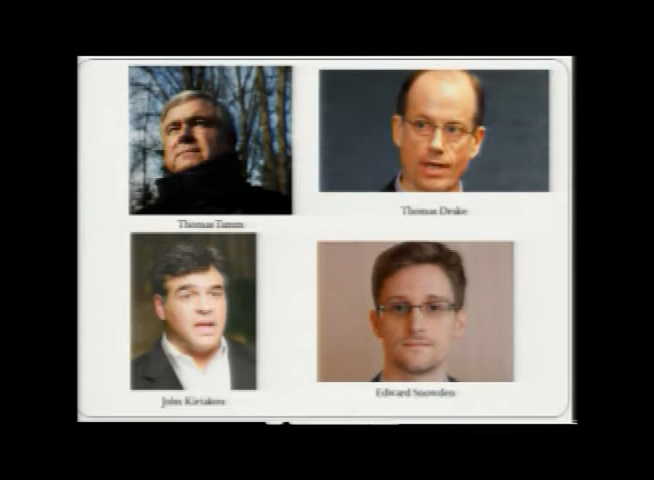 Thomas Tamm
Thomas Drake
John Kiriakou
Edward Snowden